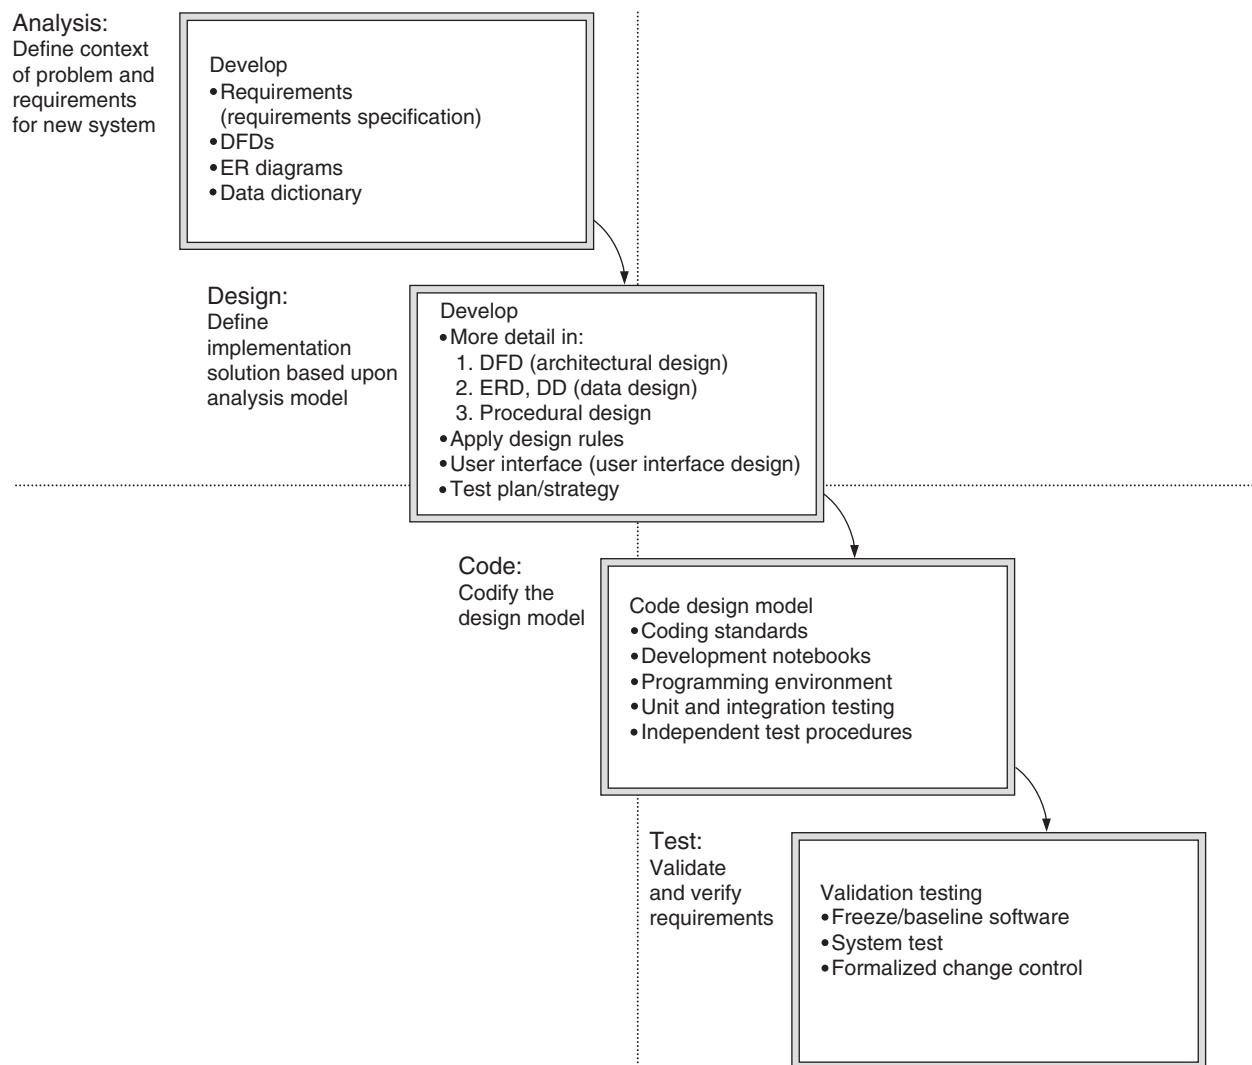 Analysis:
Define context
of problem and
requirements
for new system
Develop
•Requirements
(requirements specification)
•DFDs
•ER diagrams
•Data dictionary
Design:
Define
implementation
solution based upon
analysis model
Develop
•More detail in:
1. DFD (architectural design)
2. ERD, DD (data design)
3. Procedural design
•Apply design rules
•User interface (user interface design)
•Test plan/strategy
Code:
Codify the
design model
Code design model
•Coding standards
•Development notebooks
•Programming environment
•Unit and integration testing
•Independent test procedures
Test:
Validate
and verify
requirements
Validation testing
•Freeze/baseline software
•System test
•Formalized change control